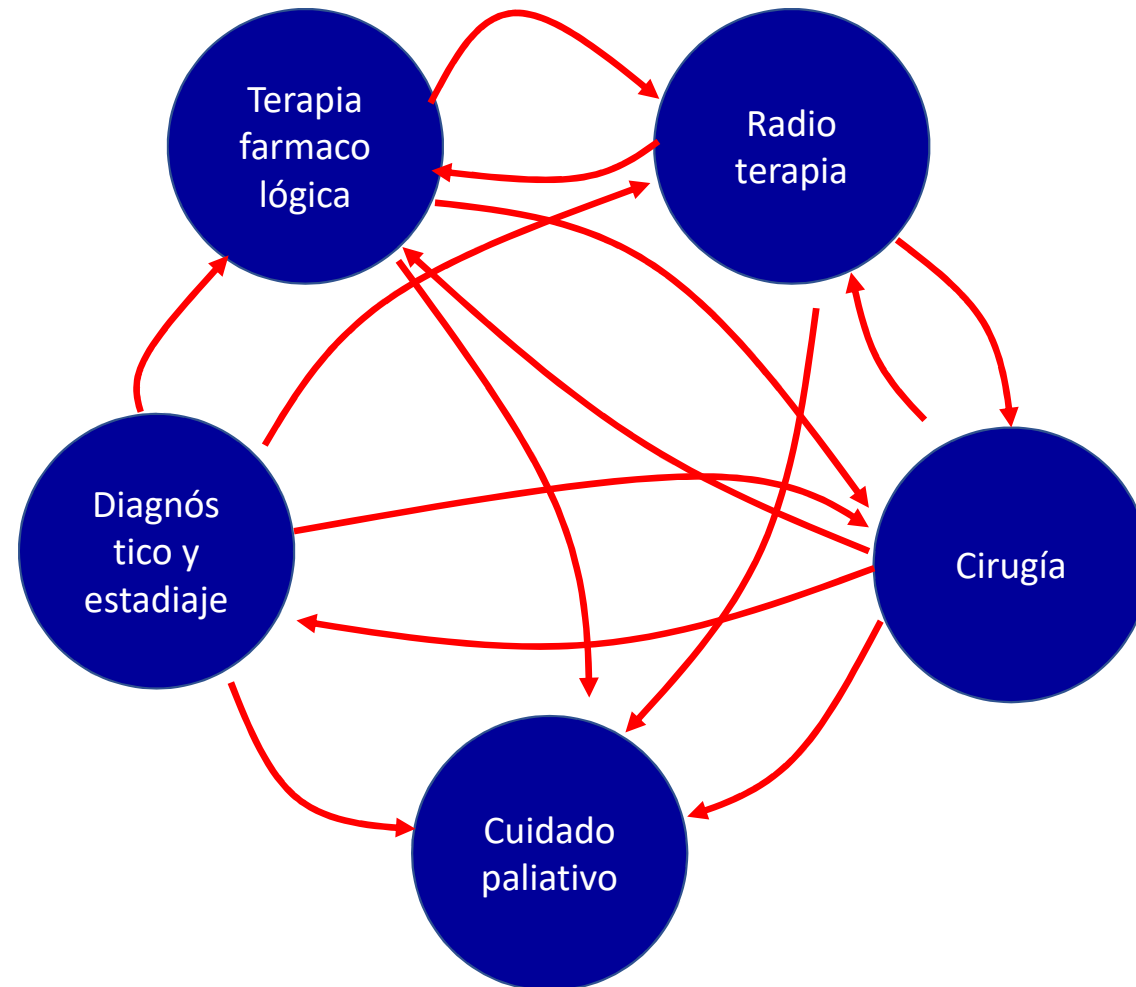 Terapia
farmaco
lógica
Radio
terapia
Diagnós
tico y
estadiaje
Cirugía
Cuidado
paliativo